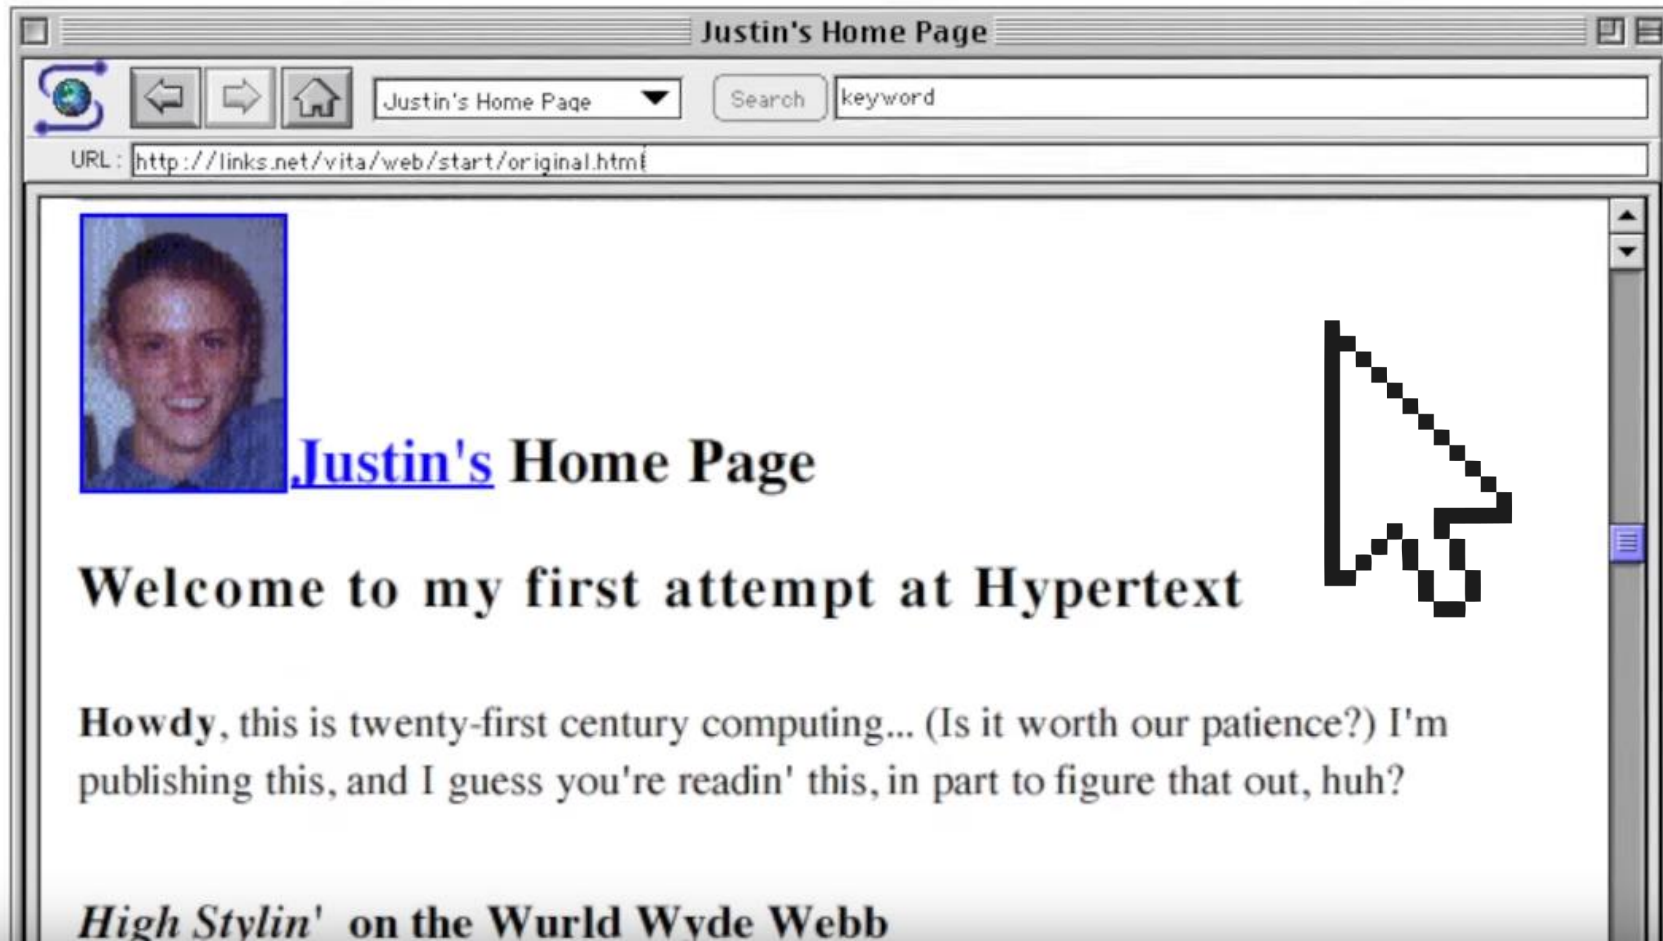 Justin's Home Page
Justin's Home Page
Search
keyword
URL: http://links.net/vita/web/start/original.html
Justin's Home Page
Welcome to my first attempt at Hypertext
Howdy, this is twenty-first century computing... (Is it worth our patience?) I'm
publishing this, and I guess you're readin' this, in part to figure that out, huh?
High Stylin' on the Wurld Wyde Webb